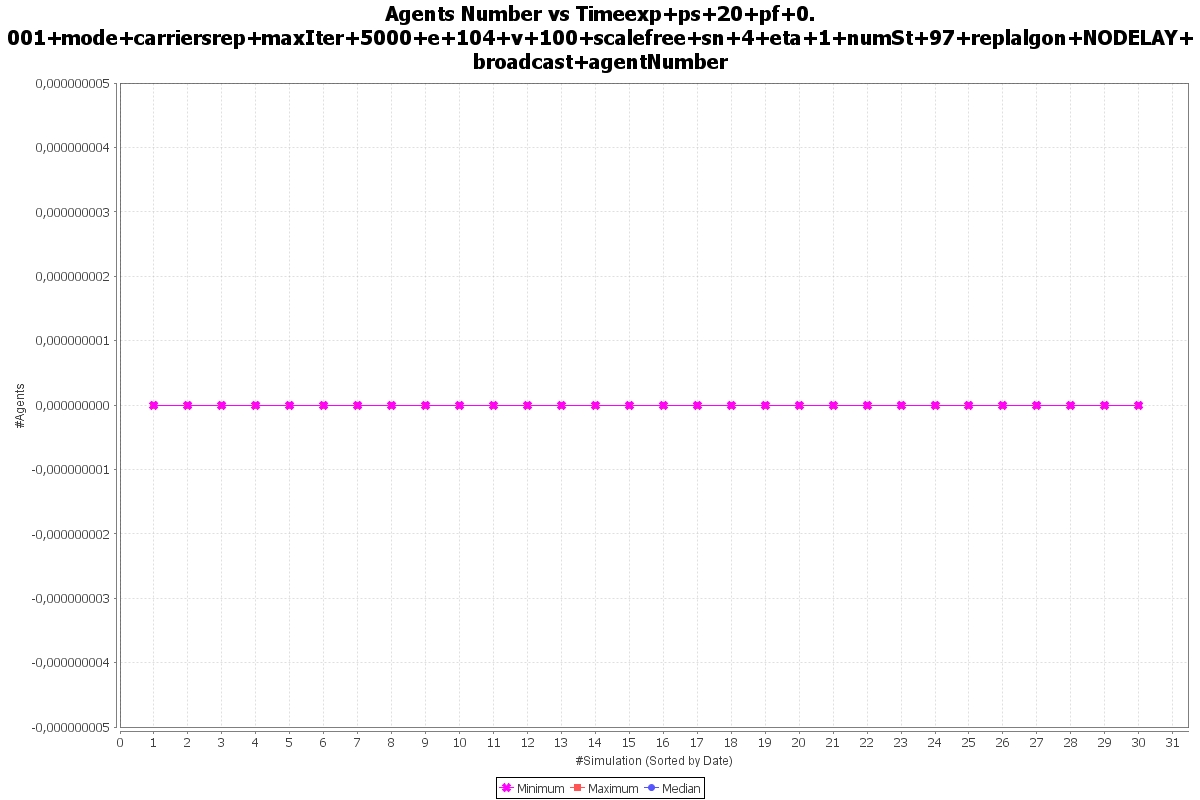 Agents Number vs Timeexp+ps+20+pf+0.
001+mode+carriersrep+maxIter+5000+e+104+v+100+scalefree+sn+4+eta+1+numSt+97+replalgon+NODELAY+
broadcast+agentNumber
0,000000005
0,000000004
0,000000003
0,000000002
0,000000001
0,000000000
-0,000000001
-0,000000002
-0,000000003
-0,000000004
-0,000000005
#Agents
0 1 2 3 4 5 6 7 8 9 10 11 12 13 14 15 16 17 18 19 20 21 22 23 24 25 26 27 28 29 30 31
#Simulation (Sorted by Date)
Minimum Maximum Median